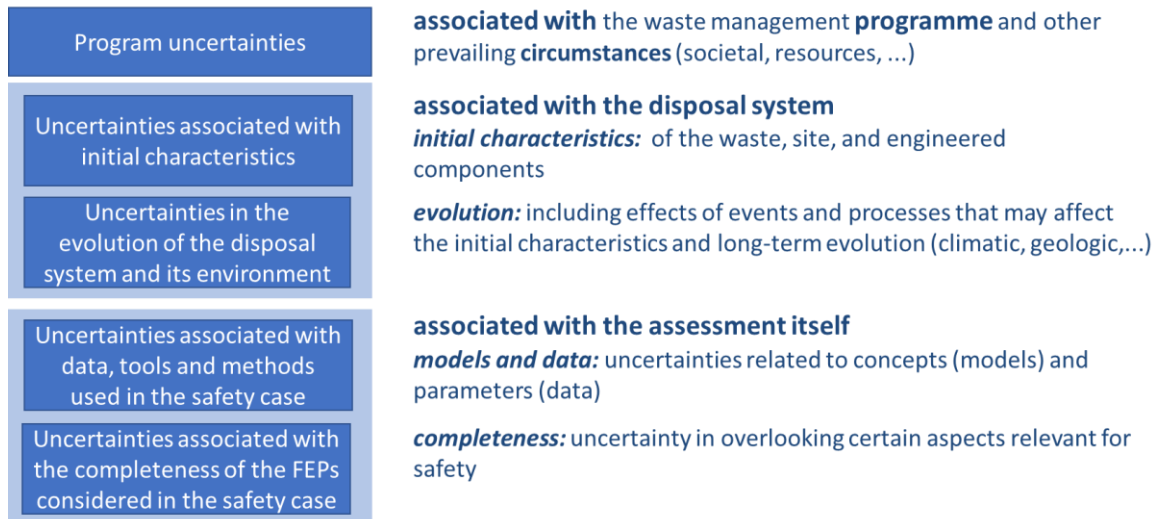 Program uncertainties
associated with the waste management programme and other
prevailing circumstances (societal, resources, ...)
Uncertainties associated with
initial characteristics
associated with the disposal system
initial characteristics: of the waste, site, and engineered
components
Uncertainties in the
evolution of the disposal
system and its environment
evolution: including effects of events and processes that may affect
the initial characteristics and long-term evolution (climatic, geologic,...)
Uncertainties associated with
data, tools and methods
used in the safety case
associated with the assessment itself
models and data: uncertainties related to concepts (models) and
parameters (data)
Uncertainties associated with
the completeness of the FEPs
considered in the safety case
completeness: uncertainty in overlooking certain aspects relevant for
safety